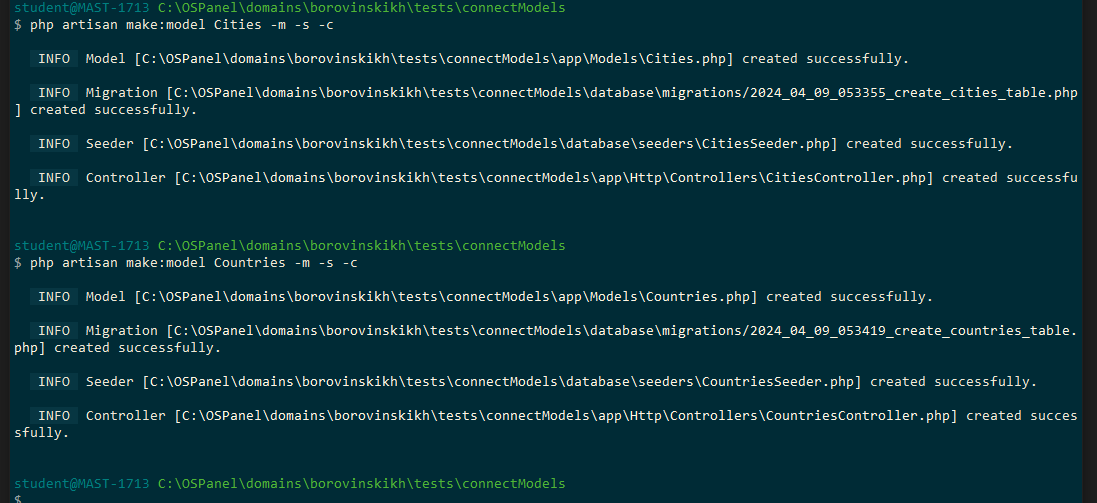 student@MAST-1713 C:\OSPanel\domains\borovinskikh\tests\connectModels
$ php artisan make:model Cities -m -s -c
INFO Model [C:\OSPanel\domains\borovinskikh\tests\connectModels\app\Models\Cities.php] created successfully.
INFO Migration [C:\OSPanel\domains\borovinskikh\tests\connectModels\database\migrations/2024_04_09_053355_create_cities_table.php
] created successfully.
INFO Seeder [C:\OSPanel\domains\borovinskikh\tests\connectModels\database\seeders\CitiesSeeder.php] created successfully.
INFO Controller [C:\OSPanel\domains\borovinskikh\tests\connectModels\app\Http\Controllers\CitiesController.php] created successfu
lly.
student@MAST-1713 C:\OSPanel\domains\borovinskikh\tests\connectModels
$ php artisan make:model Countries -m -s -c
INFO Model [C:\OSPanel\domains\borovinskikh\tests\connectModels\app\Models\Countries.php] created successfully.
INFO Migration [C:\OSPanel\domains\borovinskikh\tests\connectModels\database\migrations/2024_04_09_053419_create_countries_table.
php] created successfully.
INFO Seeder [C:\OSPanel\domains\borovinskikh\tests\connectModels\database\seeders\CountriesSeeder.php] created successfully.
INFO Controller [C:\OSPanel\domains\borovinskikh\tests\connectModels\app\Http\Controllers\CountriesController.php] created succes
sfully.
student@MAST-1713 C:\OSPanel\domains\borovinskikh\tests\connectModels
$